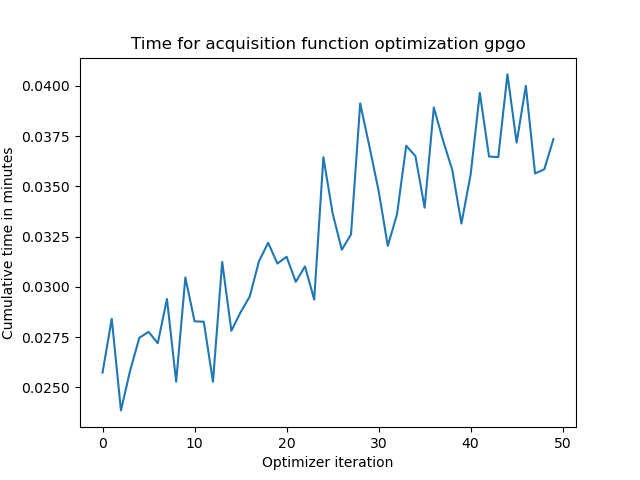 Time for acquisition function optimization gpgo
Cumulative time in minutes
0.0400
0.0375
0.0350
0.0325
0.0300
0.0275
0.0250
0 10 20 30 40 50
Optimizer iteration